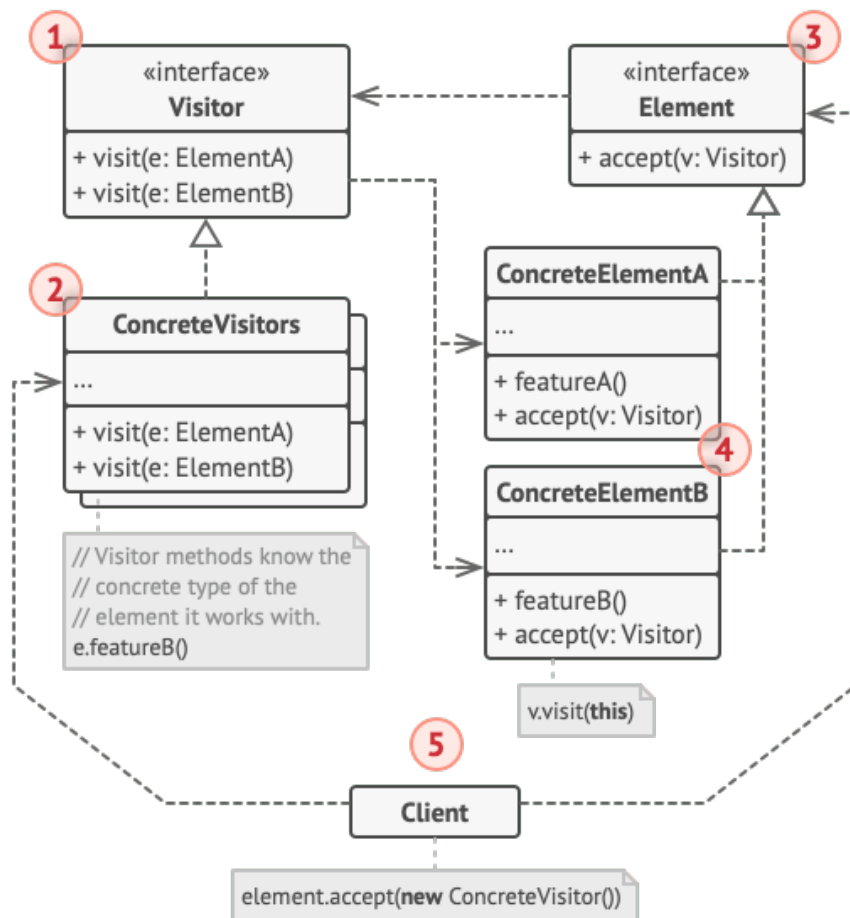 1
«interface»
Visitor
+ visit(e: ElementA)
+ visit(e: ElementB)
2
ConcreteVisitors
...
+ visit(e: ElementA)
+ visit(e: ElementB)
// Visitor methods know the
// concrete type of the
// element it works with.
e.featureB()
3
«interface»
Element
+ accept(v: Visitor)
ConcreteElementA
...
+ featureA()
+ accept(v: Visitor)
4
ConcreteElementB
...
+ featureB()
+ accept(v: Visitor)
v.visit(this)
5
Client
element.accept(new ConcreteVisitor())